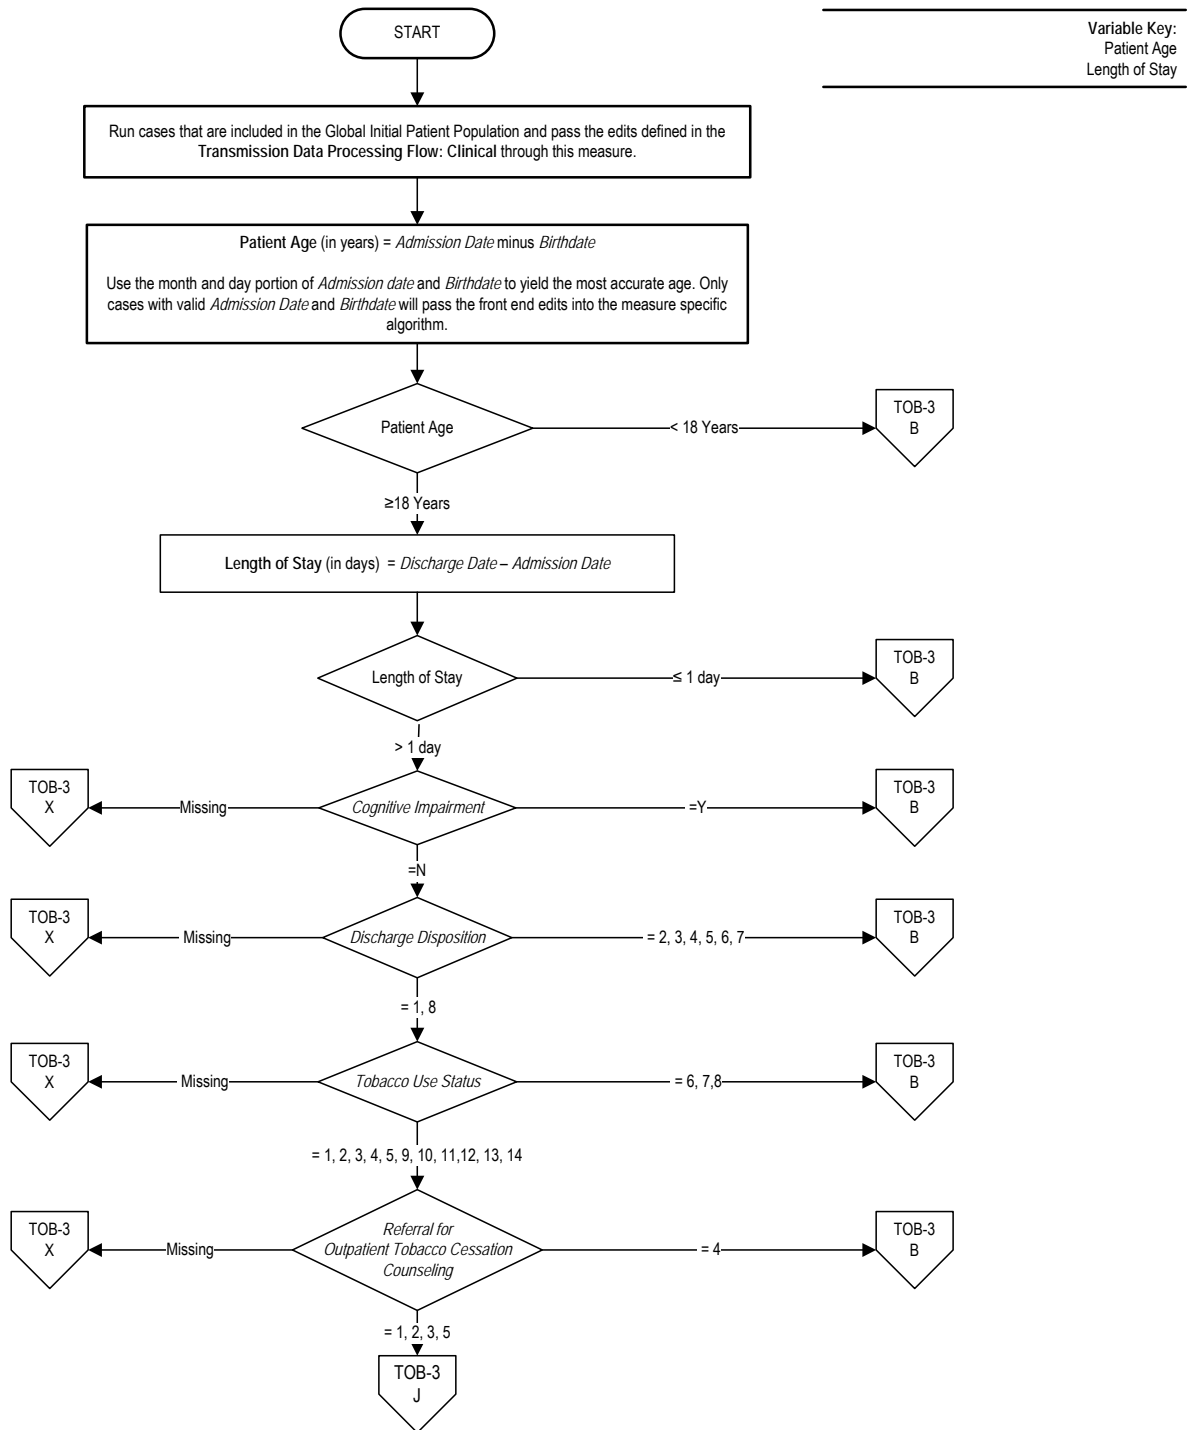 START
Variable Key:
Patient Age
Length of Stay
Run cases that are included in the Global Initial Patient Population and pass the edits defined in the
Transmission Data Processing Flow: Clinical through this measure.
Patient Age (in years) = Admission Date minus Birthdate
Use the month and day portion of Admission date and Birthdate to yield the most accurate age. Only
cases with valid Admission Date and Birthdate will pass the front end edits into the measure specific
algorithm.
Patient Age
< 18 Years
TOB-3
B
≥18 Years
Length of Stay (in days) = Discharge Date – Admission Date
Length of Stay
≤ 1 day
TOB-3
B
> 1 day
TOB-3
X
Missing
Cognitive Impairment
=Y
TOB-3
B
=N
TOB-3
X
Missing
Discharge Disposition
= 2, 3, 4, 5, 6, 7
TOB-3
B
= 1, 8
TOB-3
X
Missing
Tobacco Use Status
= 6, 7,8
TOB-3
B
= 1, 2, 3, 4, 5, 9, 10, 11,12, 13, 14
TOB-3
X
Missing
Referral for
Outpatient Tobacco Cessation
Counseling
= 4
TOB-3
B
= 1, 2, 3, 5
TOB-3
J